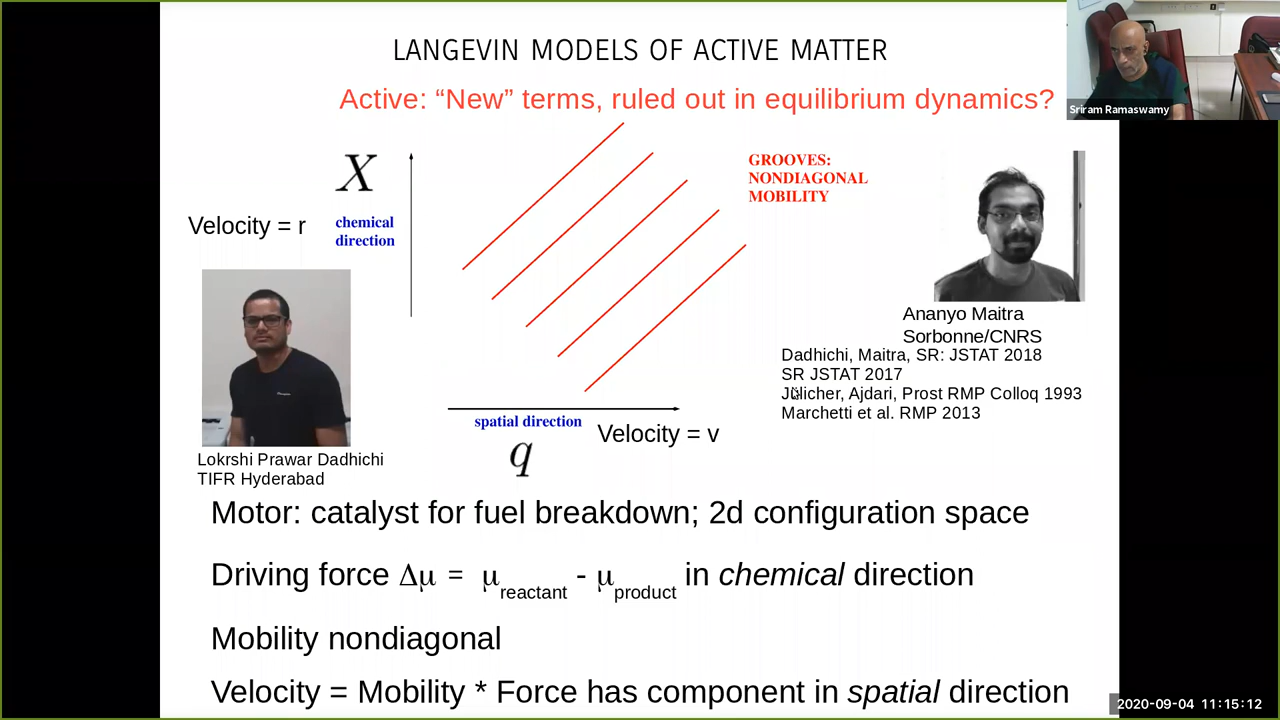 LANGEVIN MODELS OF ACTIVE MATTER
Active: “New” terms, ruled out in equilibrium dynamics?
Sriram Ramaswamy
X
chemical
direction
Velocity = r
GROOVES:
NONDIAGONAL
MOBILITY
Ananyo Maitra
Sorbonne/CNRS
Dadhichi, Maitra, SR: JSTAT 2018
SR JSTAT 2017
Jülicher, Ajdari, Prost RMP Colloq 1993
Marchetti et al. RMP 2013
spatial direction
Velocity = v
q
Lokrshi Prawar Dadhichi
TIFR Hyderabad
Motor: catalyst for fuel breakdown; 2d configuration space
Driving force Δμ = μreactant - μproduct in chemical direction
Mobility nondiagonal
Velocity = Mobility * Force has component in spatial direction
2020-09-04 11:15:12